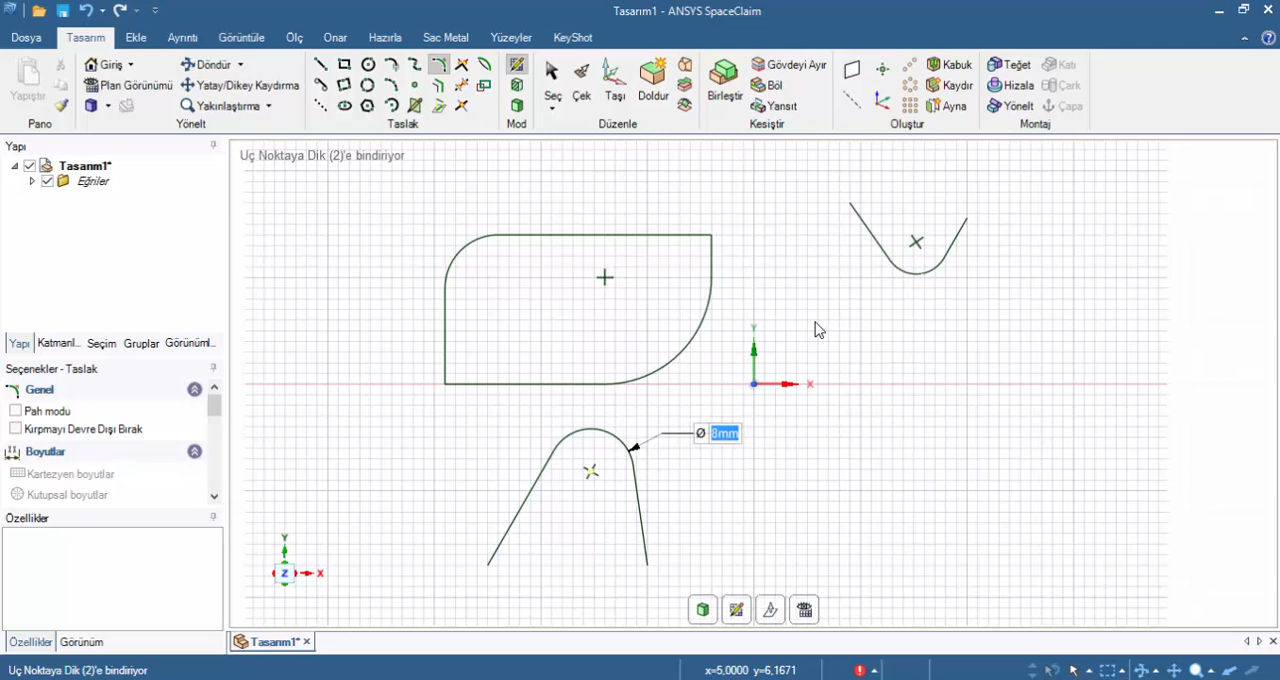 Tasarım1 - ANSYS SpaceClaim
Dosya Tasarım Ekle Ayrıntı Görüntüle Ölç Onar Hazırla Sac Metal Yüzeyler KeyShot
Yapıştır
Pano
Giriş Döndür
Plan Görünümü Yatay/Dikey Kaydırma
Yakınlaştırma
Yönelt
Taslak
Mod
Seç Çek Taşı Doldur
Düzenle
Birleştir
Gövdeyi Ayır
Böl
Yansıt
Kesiştir
Kabuk
Kaydır
Ayna
Oluştur
Teğet Katı
Hizala Çark
Yönelt Çapa
Montaj
Yapı
Tasarım1*
Eğriler
Yapı Katmanl... Seçim Gruplar Görünüml...
Seçenekler - Taslak
Genel
Pah modu
Kırpmayı Devre Dışı Bırak
Boyutlar
Kartezyen boyutlar
Kutupsal boyutlar
Özellikler
Özellikler Görünüm
Uç Noktaya Dik (2)'e bindiriyor
Y
X
Ø 8mm
Y
Z X
Tasarım1*
Uç Noktaya Dik (2)'e bindiriyor
x=5,0000 y=6,1671